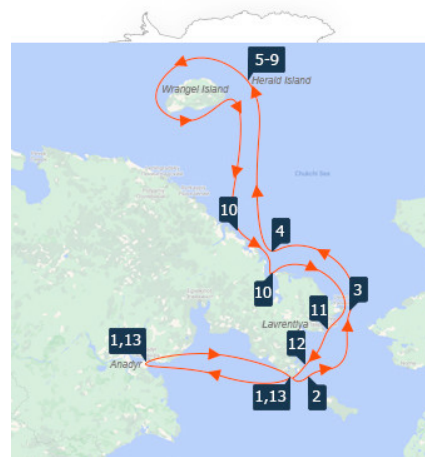 5-9
Herald Island
Wrangel Island
Chukchi Sea
10
4
10
3
11
Lavrentiya
12
1,13
Anadyr
1,13
2